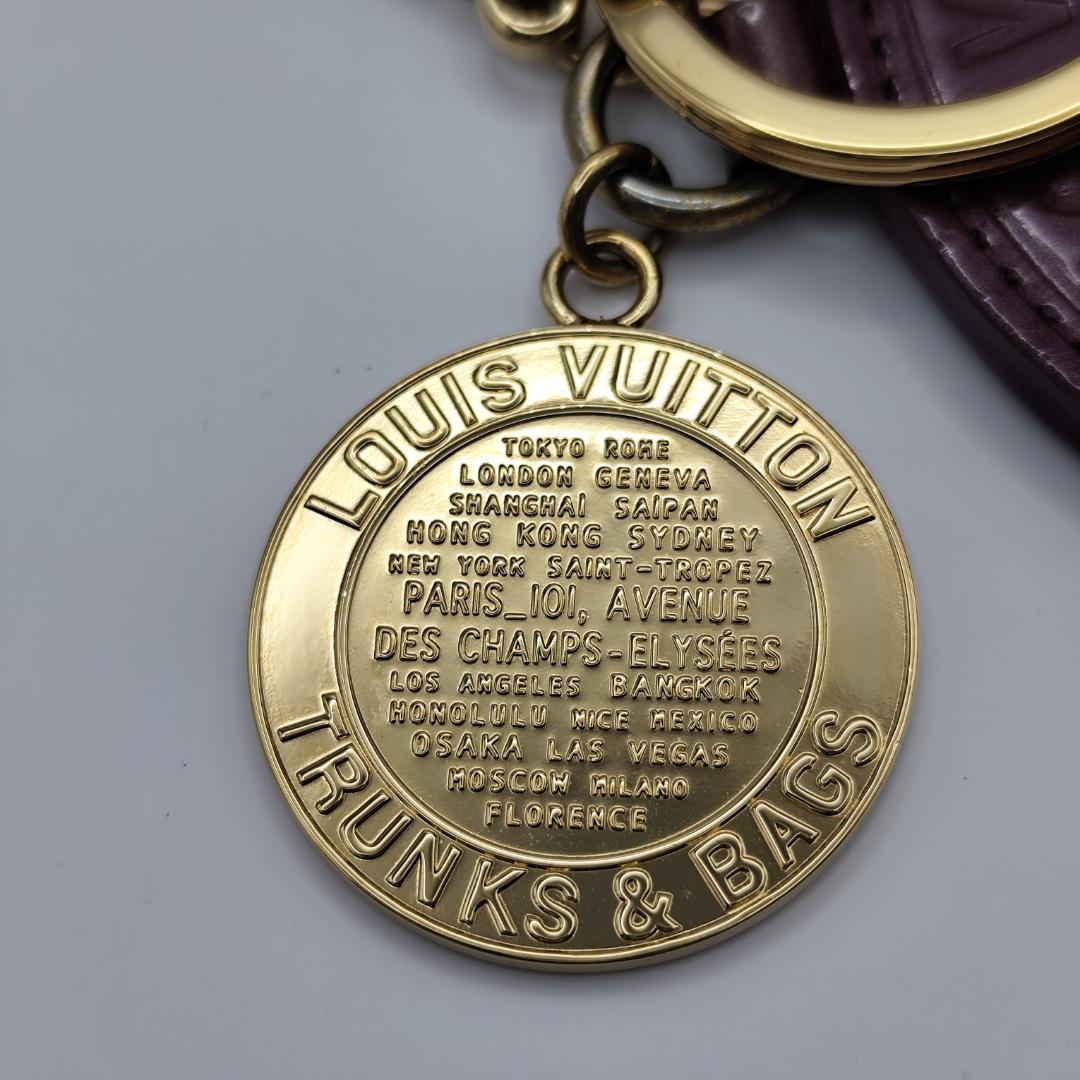 LOUIS VUITTON
TOKYO ROME
LONDON GENEVA
SHANGHAI SAIPAN
HONG KONG SYDNEY
NEW YORK SAINT-TROPEZ
PARIS_101, AVENUE
DES CHAMPS-ELYSÉES
LOS ANGELES BANGKOK
HONOLULU NICE MEXICO
OSAKA LAS VEGAS
MOSCOW MILANO
FLORENCE
TRUNKS & BAGS